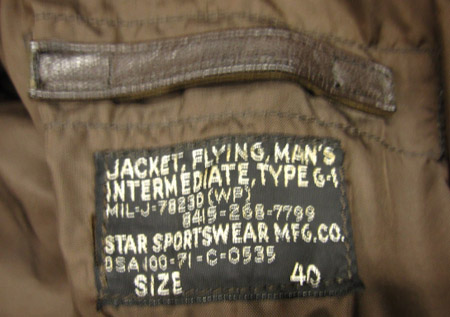 JACKET, FLYING, MAN'S
INTERMEDIATE, TYPE G-1
MIL-J-7823D (WP)
8415-268-7799
STAR SPORTSWEAR MFG. CO.
DSA 100-71-C-0535
SIZE 40